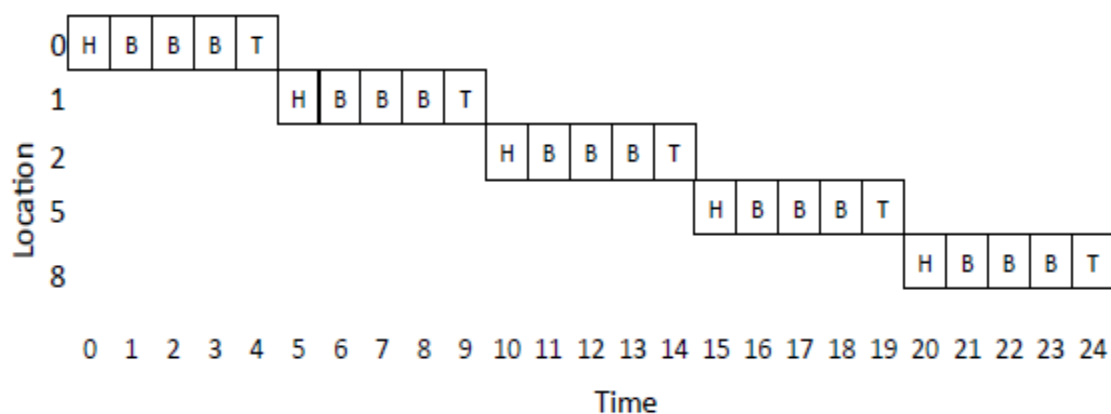 0 H B B B T
1 H B B B T
2 H B B B T
5 H B B B T
8 H B B B T
Location
0 1 2 3 4 5 6 7 8 9 10 11 12 13 14 15 16 17 18 19 20 21 22 23 24
Time